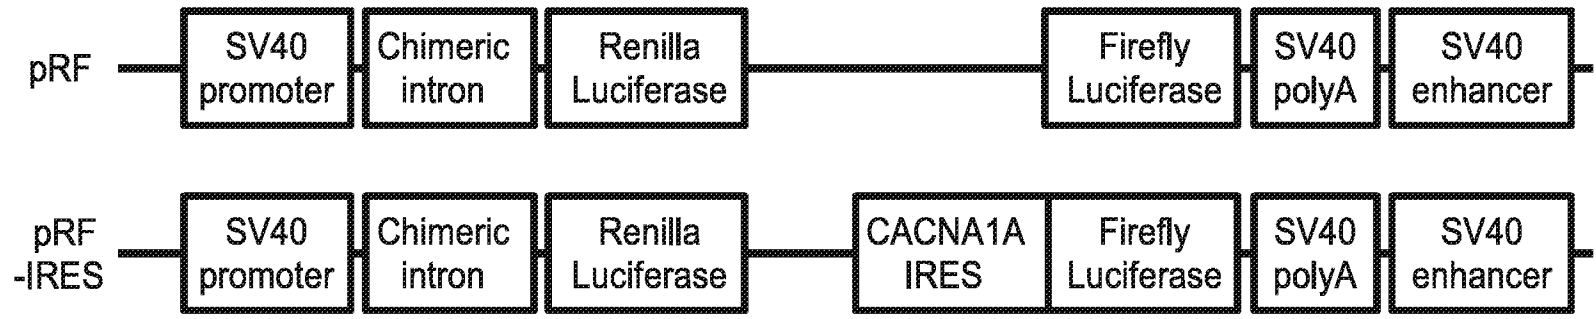 pRF
SV40
promoter
Chimeric
intron
Renilla
Luciferase
Firefly
Luciferase
SV40
polyA
SV40
enhancer
pRF
-IRES
SV40
promoter
Chimeric
intron
Renilla
Luciferase
CACNA1A
IRES
Firefly
Luciferase
SV40
polyA
SV40
enhancer